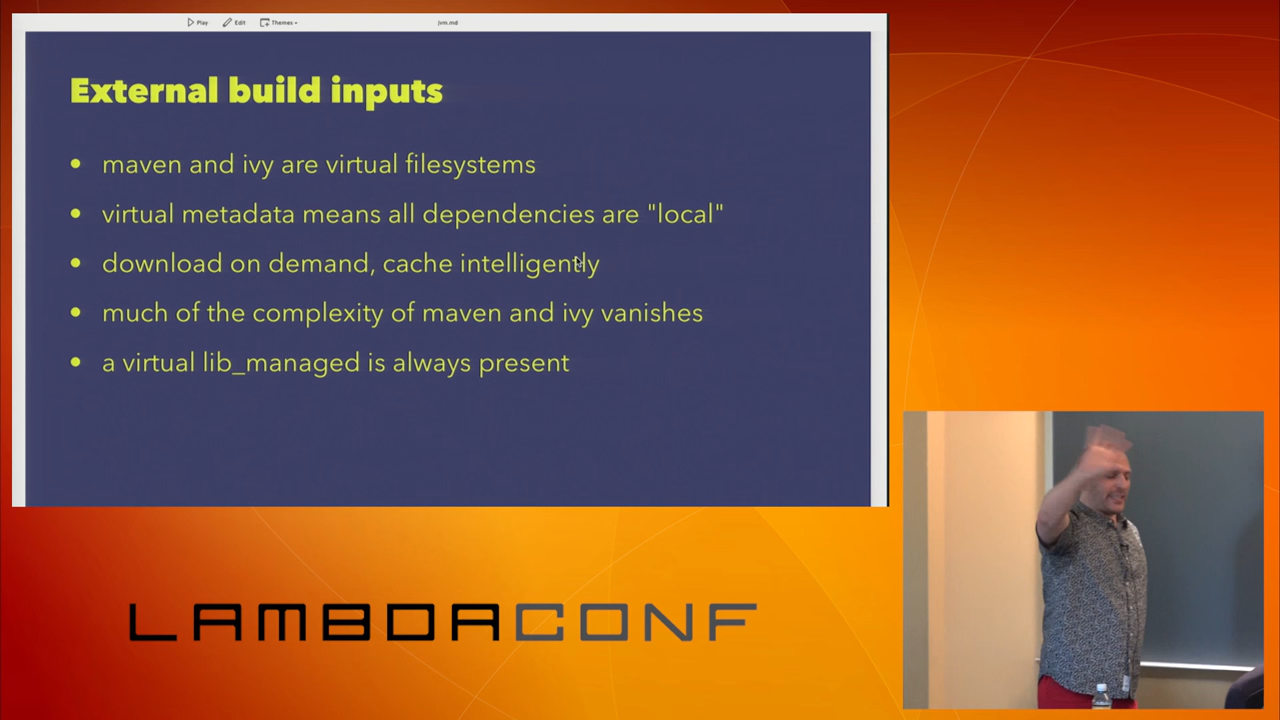 Play
Edit
Themes
jvm.md
External build inputs
• maven and ivy are virtual filesystems
• virtual metadata means all dependencies are "local"
• download on demand, cache intelligently
• much of the complexity of maven and ivy vanishes
• a virtual lib_managed is always present
LAMBDACONF